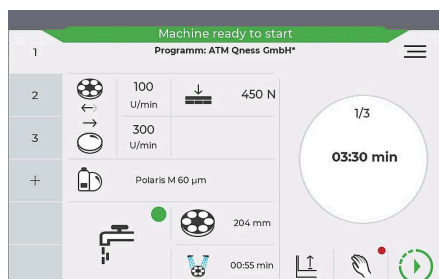 Machine ready to start
Programm: ATM Qness GmbH*
1
2
3
+
100
U/min
450 N
300
U/min
Polaris M 60 µm
204 mm
00:55 min
1/3
03:30 min